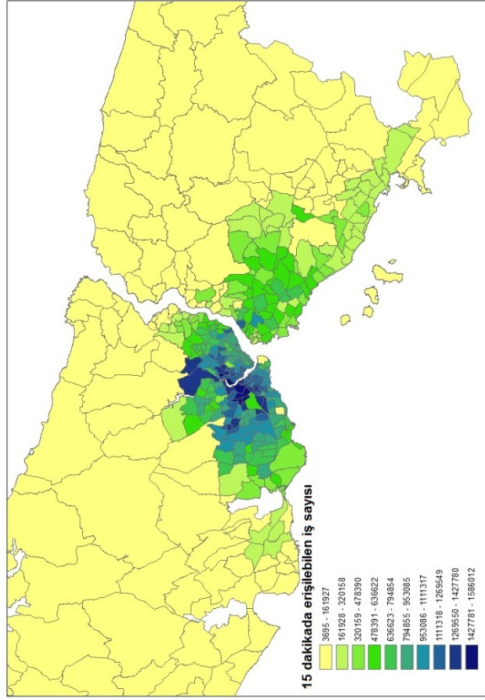 15 dakikada erişilebilen iş sayısı
3695 - 161927
161928 - 320158
320159 - 478390
478391 - 636622
636623 - 794854
794855 - 953085
953086 - 1111317
1111318 - 1269549
1269550 - 1427780
1427781 - 1586012